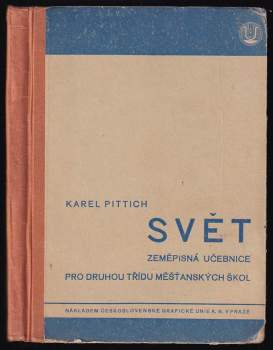 KAREL PITTICH
SVĚT
ZEMĚPISNÁ UČEBNICE
PRO DRUHOU TŘÍDU MĚŠŤANSKÝCH ŠKOL
NÁKLADEM ČESKOSLOVENSKÉ GRAFICKÉ UNIE A. S. V PRAZE